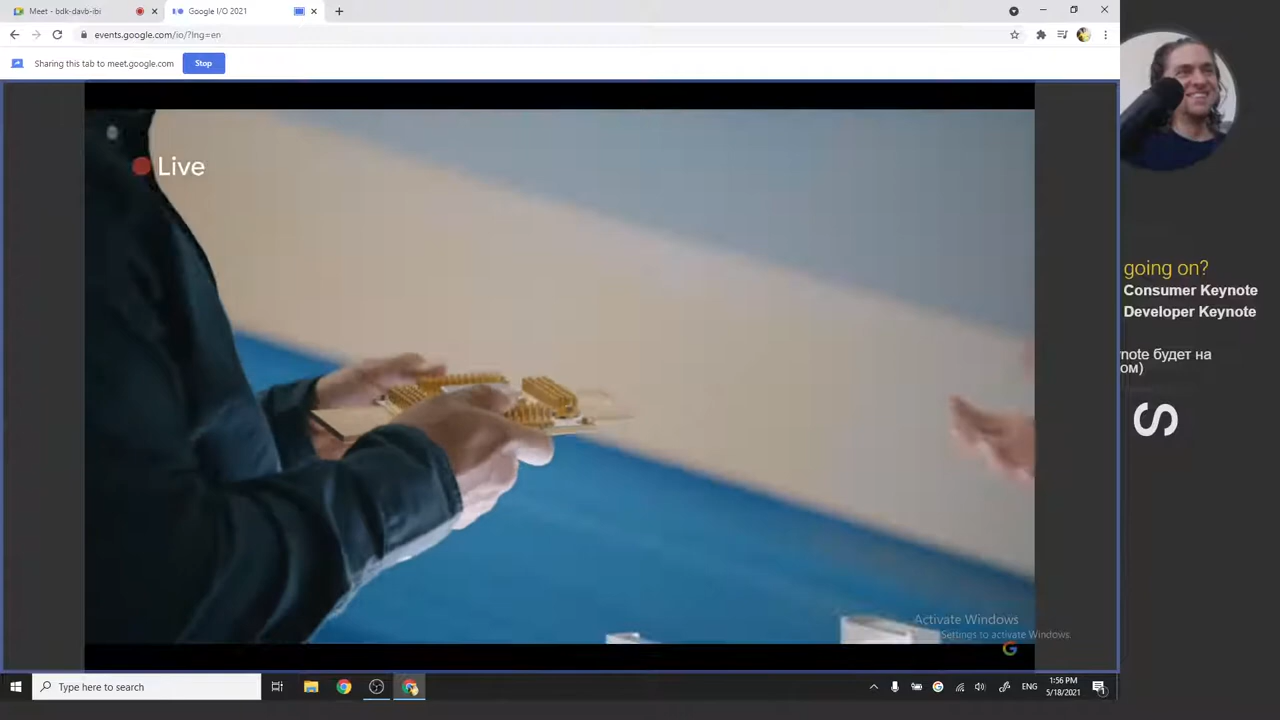 Meet - bdk-davb-ibi
Google I/O 2021
events.google.com/io/?lng=en
Sharing this tab to meet.google.com
Stop
Live
going on?
Consumer Keynote
Developer Keynote
note будет на
ом)
S
Activate Windows
Settings to activate Windows.
G
Type here to search
ENG
1:56 PM
5/18/2021